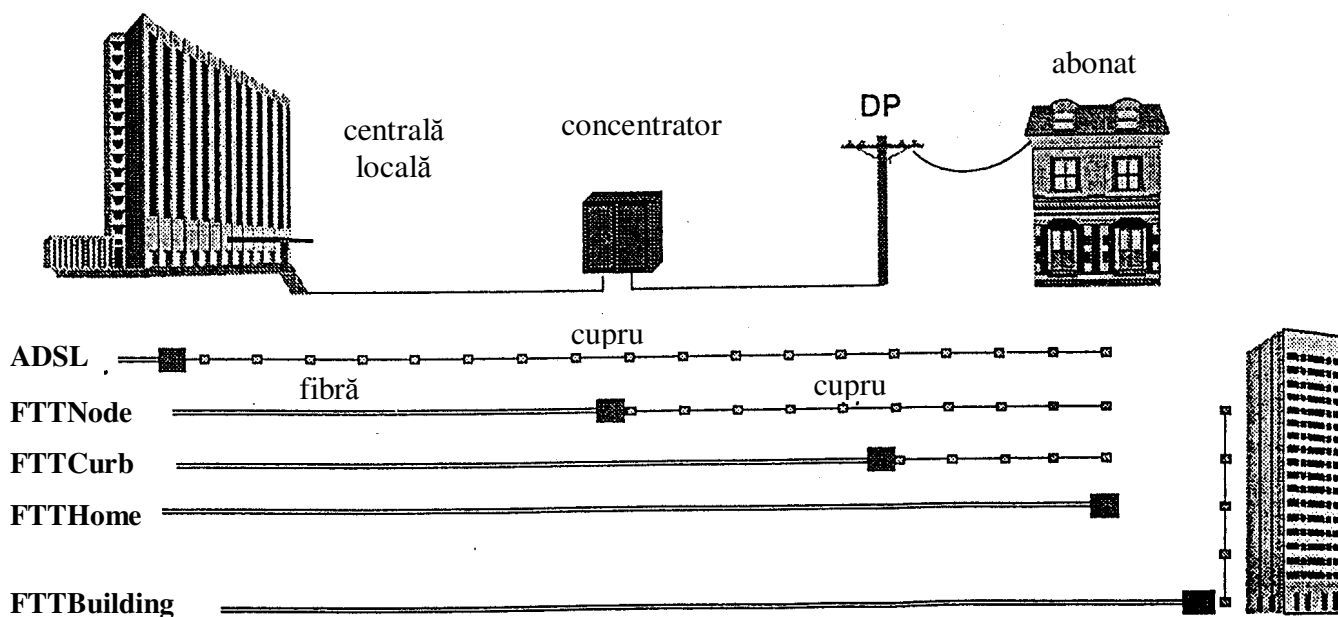 abonat
DP
centrală
locală
concentrator
cupru
ADSL
fibră
cupru
FTTNode
FTTCurb
FTTHome
FTTBuilding